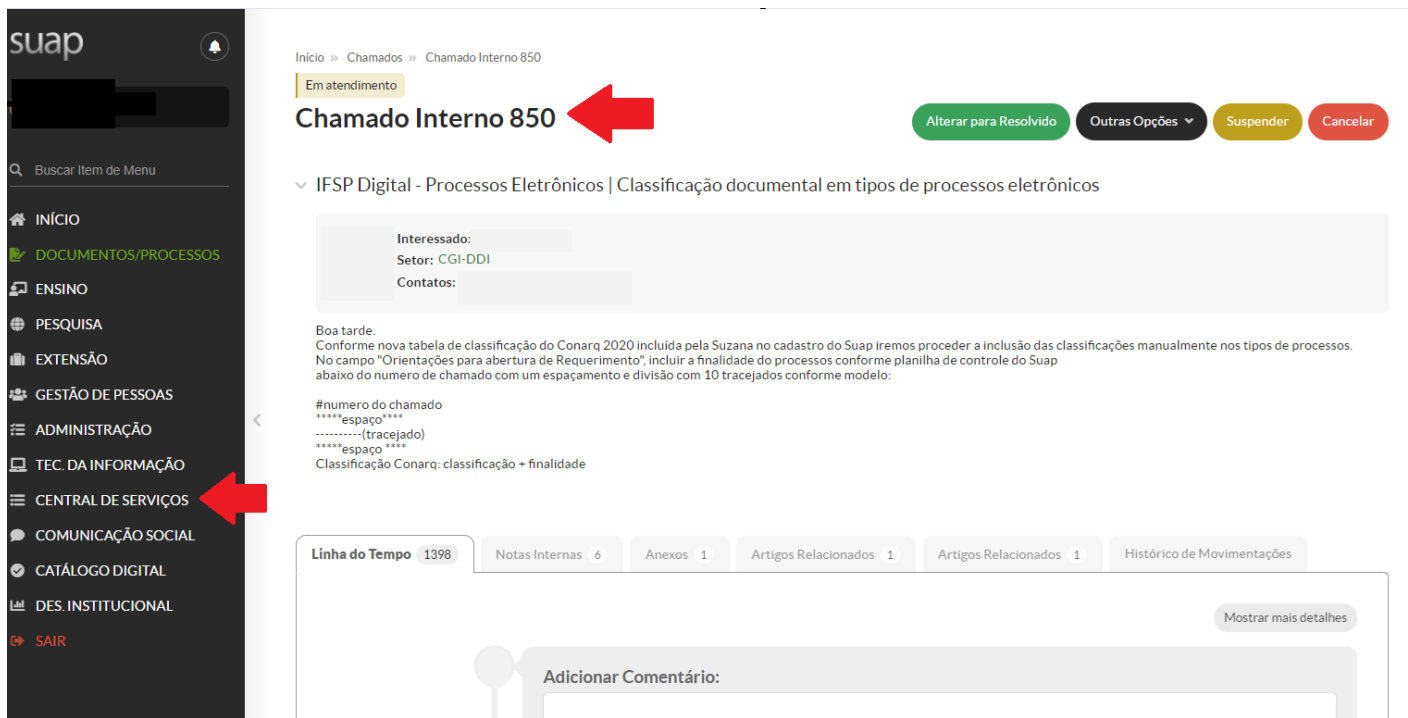 suap
Buscar Item de Menu
INÍCIO
DOCUMENTOS/PROCESSOS
ENSINO
PESQUISA
EXTENSÃO
GESTÃO DE PESSOAS
ADMINISTRAÇÃO
TEC. DA INFORMAÇÃO
CENTRAL DE SERVIÇOS
COMUNICAÇÃO SOCIAL
CATÁLOGO DIGITAL
DES. INSTITUCIONAL
SAIR
Início » Chamados » Chamado Interno 850
Em atendimento
Chamado Interno 850
Alterar para Resolvido
Outras Opções
Suspender
Cancelar
IFSP Digital - Processos Eletrônicos | Classificação documental em tipos de processos eletrônicos
Interessado:
Setor: CGI-DDI
Contatos:
Boa tarde.
Conforme nova tabela de classificação do Conarq 2020 incluída pela Suzana no cadastro do Suap iremos proceder a inclusão das classificações manualmente nos tipos de processos.
No campo "Orientações para abertura de Requerimento", incluir a finalidade do processos conforme planilha de controle do Suap
abaixo do numero de chamado com um espaçamento e divisão com 10 tracejados conforme modelo:
#numero do chamado
*****espaço****
----------(tracejado)
*****espaço ****
Classificação Conarq: classificação + finalidade
Linha do Tempo 1398
Notas Internas 6
Anexos 1
Artigos Relacionados 1
Artigos Relacionados 1
Histórico de Movimentações
Mostrar mais detalhes
Adicionar Comentário: